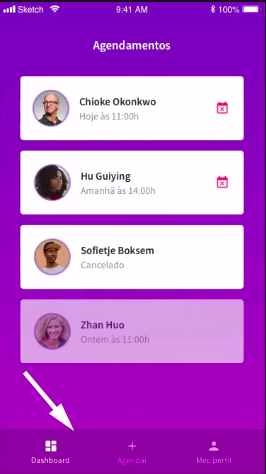 Sketch 9:41 AM 100%
Agendamentos
Chioke Okonkwo
Hoje às 11:00h
Hu Guiying
Amanhã às 14:00h
Sofietje Boksem
Cancelado
Zhan Huo
Ontem às 11:00h
Dashboard Agendar Meu perfil